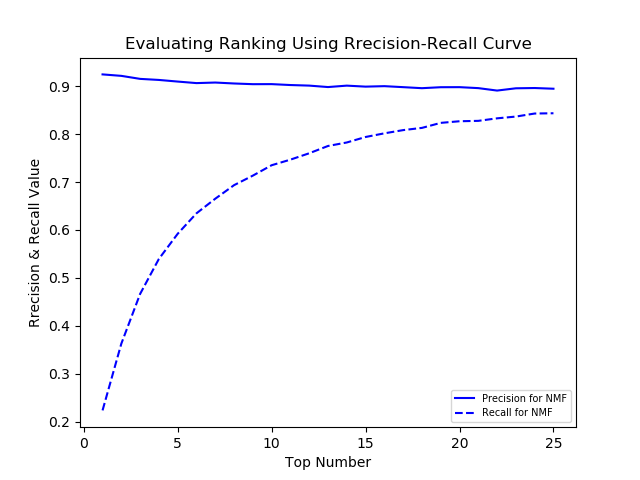 Evaluating Ranking Using Rrecision-Recall Curve
Rrecision & Recall Value
0.9
0.8
0.7
0.6
0.5
0.4
0.3
0.2
Precision for NMF
Recall for NMF
0 5 10 15 20 25
Top Number